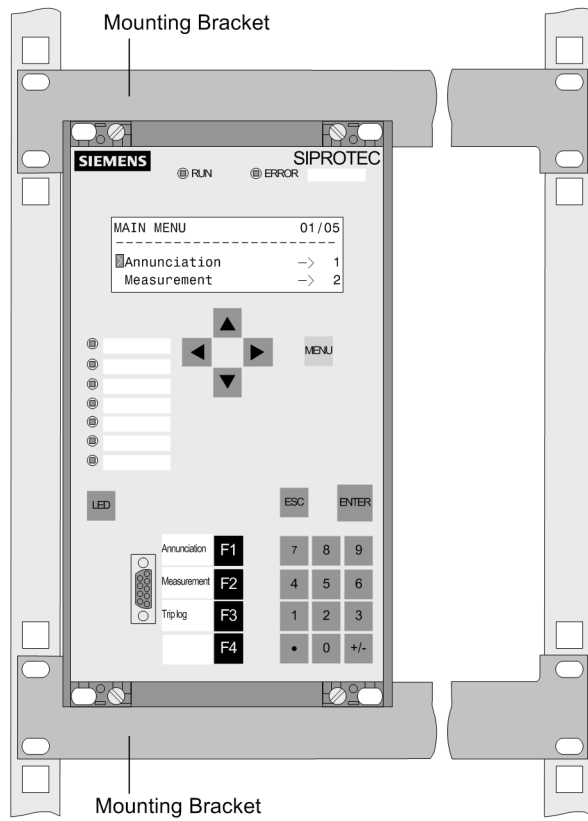 Mounting Bracket
SIEMENS
SIPROTEC
RUN
ERROR
MAIN MENU 01/05
--------------------
Annunciation —> 1
Measurement —> 2
MENU
LED
ESC
ENTER
Annunciation F1
7 8 9
Measurement F2
4 5 6
Trip log F3
1 2 3
F4
• 0 +/-
Mounting Bracket